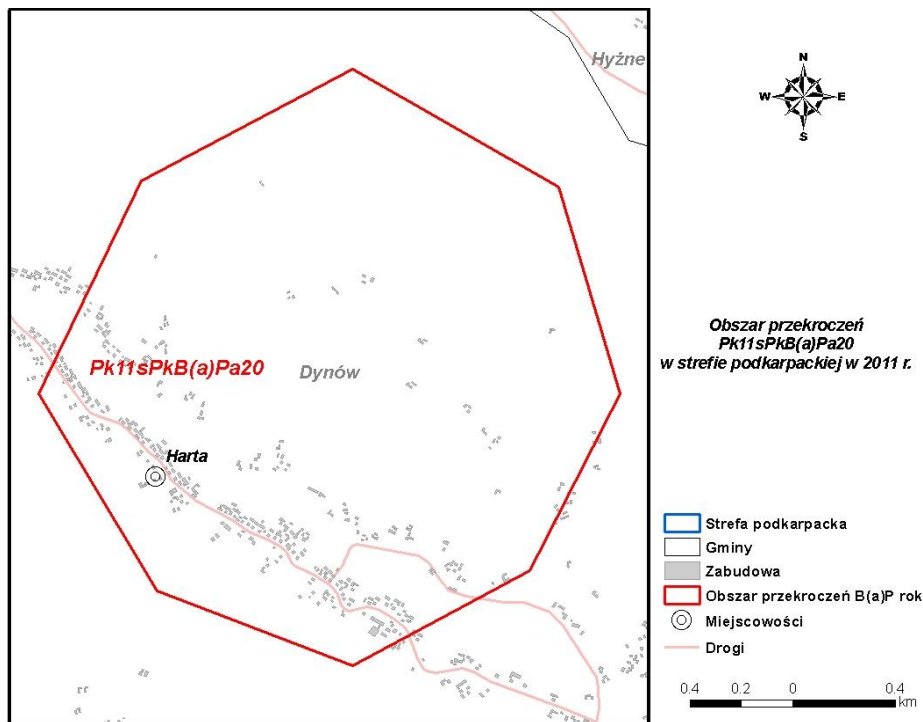 Hyżne
N
W E
S
Pk11sPkB(a)Pa20
Dynów
Harta
Obszar przekroczeń
Pk11sPkB(a)Pa20
w strefie podkarpackiej w 2011 r.
Strefa podkarpacka
Gminy
Zabudowa
Obszar przekroczeń B(a)P rok
Miejscowości
Drogi
0.4 0.2 0 0.4
km